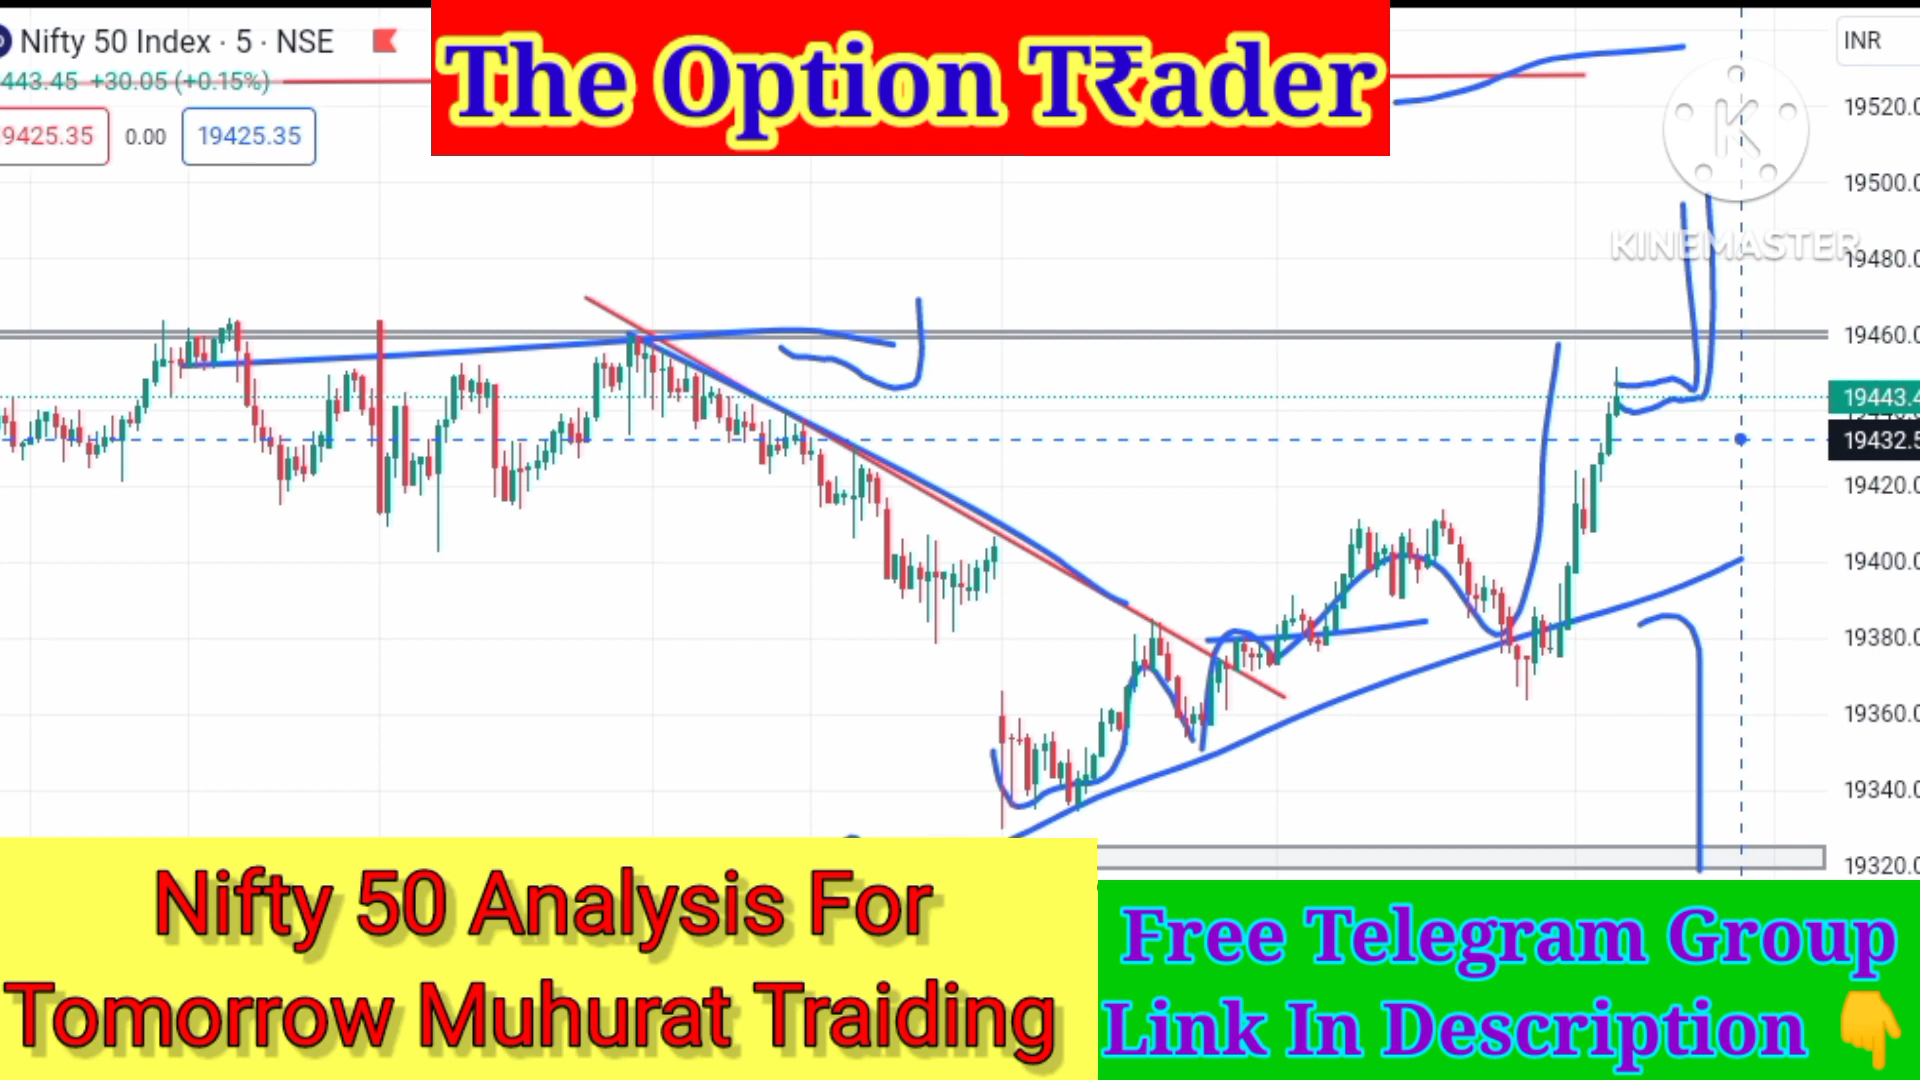 Nifty 50 Index · 5 · NSE
The Option T₹ader
INR
443.45 +30.05 (+0.15%)
9425.35 0.00 19425.35
19520.0
K
19500.0
KINEMASTER
19480.0
19460.0
19443.4
19432.5
19420.0
19400.0
19380.0
19360.0
19340.0
19320.0
Nifty 50 Analysis For
Tomorrow Muhurat Traiding
Free Telegram Group
Link In Description 👇